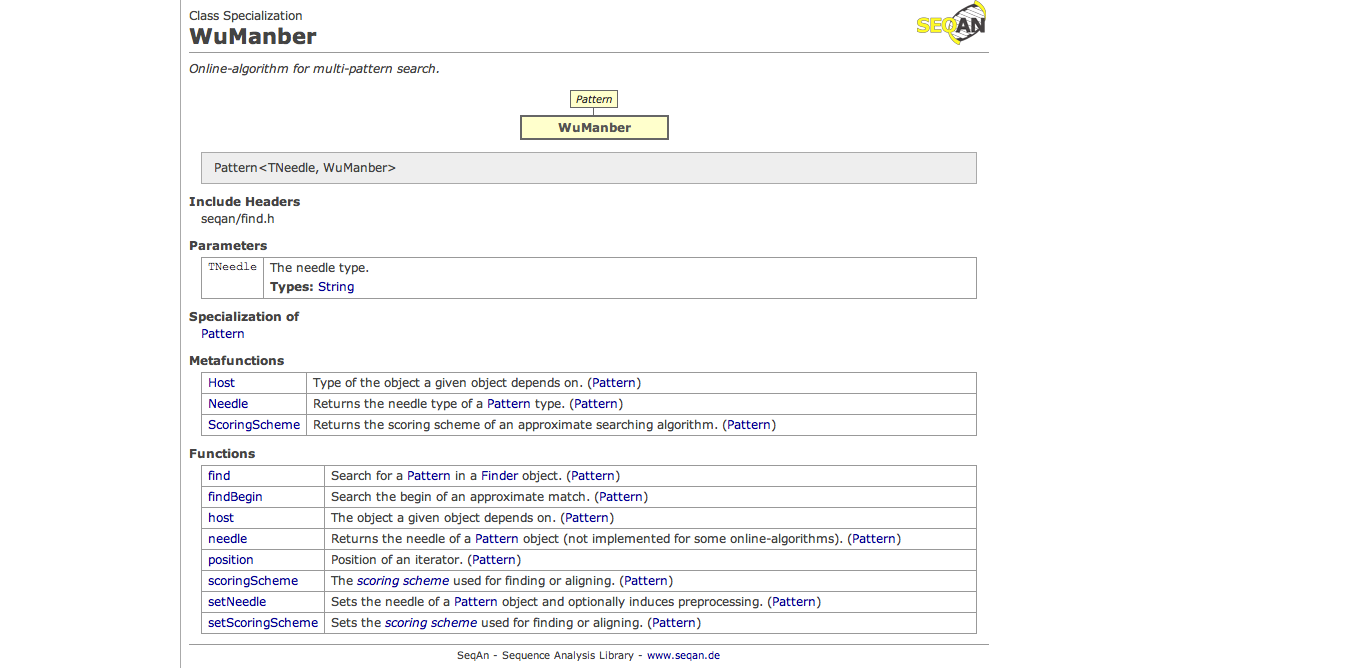 Class Specialization
WuManber
SEQAN
Online-algorithm for multi-pattern search.
Pattern
WuManber
Pattern<TNeedle, WuManber>
Include Headers
seqan/find.h
Parameters
TNeedle The needle type.
Types: String
Specialization of
Pattern
Metafunctions
Host Type of the object a given object depends on. (Pattern)
Needle Returns the needle type of a Pattern type. (Pattern)
ScoringScheme Returns the scoring scheme of an approximate searching algorithm. (Pattern)
Functions
find Search for a Pattern in a Finder object. (Pattern)
findBegin Search the begin of an approximate match. (Pattern)
host The object a given object depends on. (Pattern)
needle Returns the needle of a Pattern object (not implemented for some online-algorithms). (Pattern)
position Position of an iterator. (Pattern)
scoringScheme The scoring scheme used for finding or aligning. (Pattern)
setNeedle Sets the needle of a Pattern object and optionally induces preprocessing. (Pattern)
setScoringScheme Sets the scoring scheme used for finding or aligning. (Pattern)
SeqAn - Sequence Analysis Library - www.seqan.de